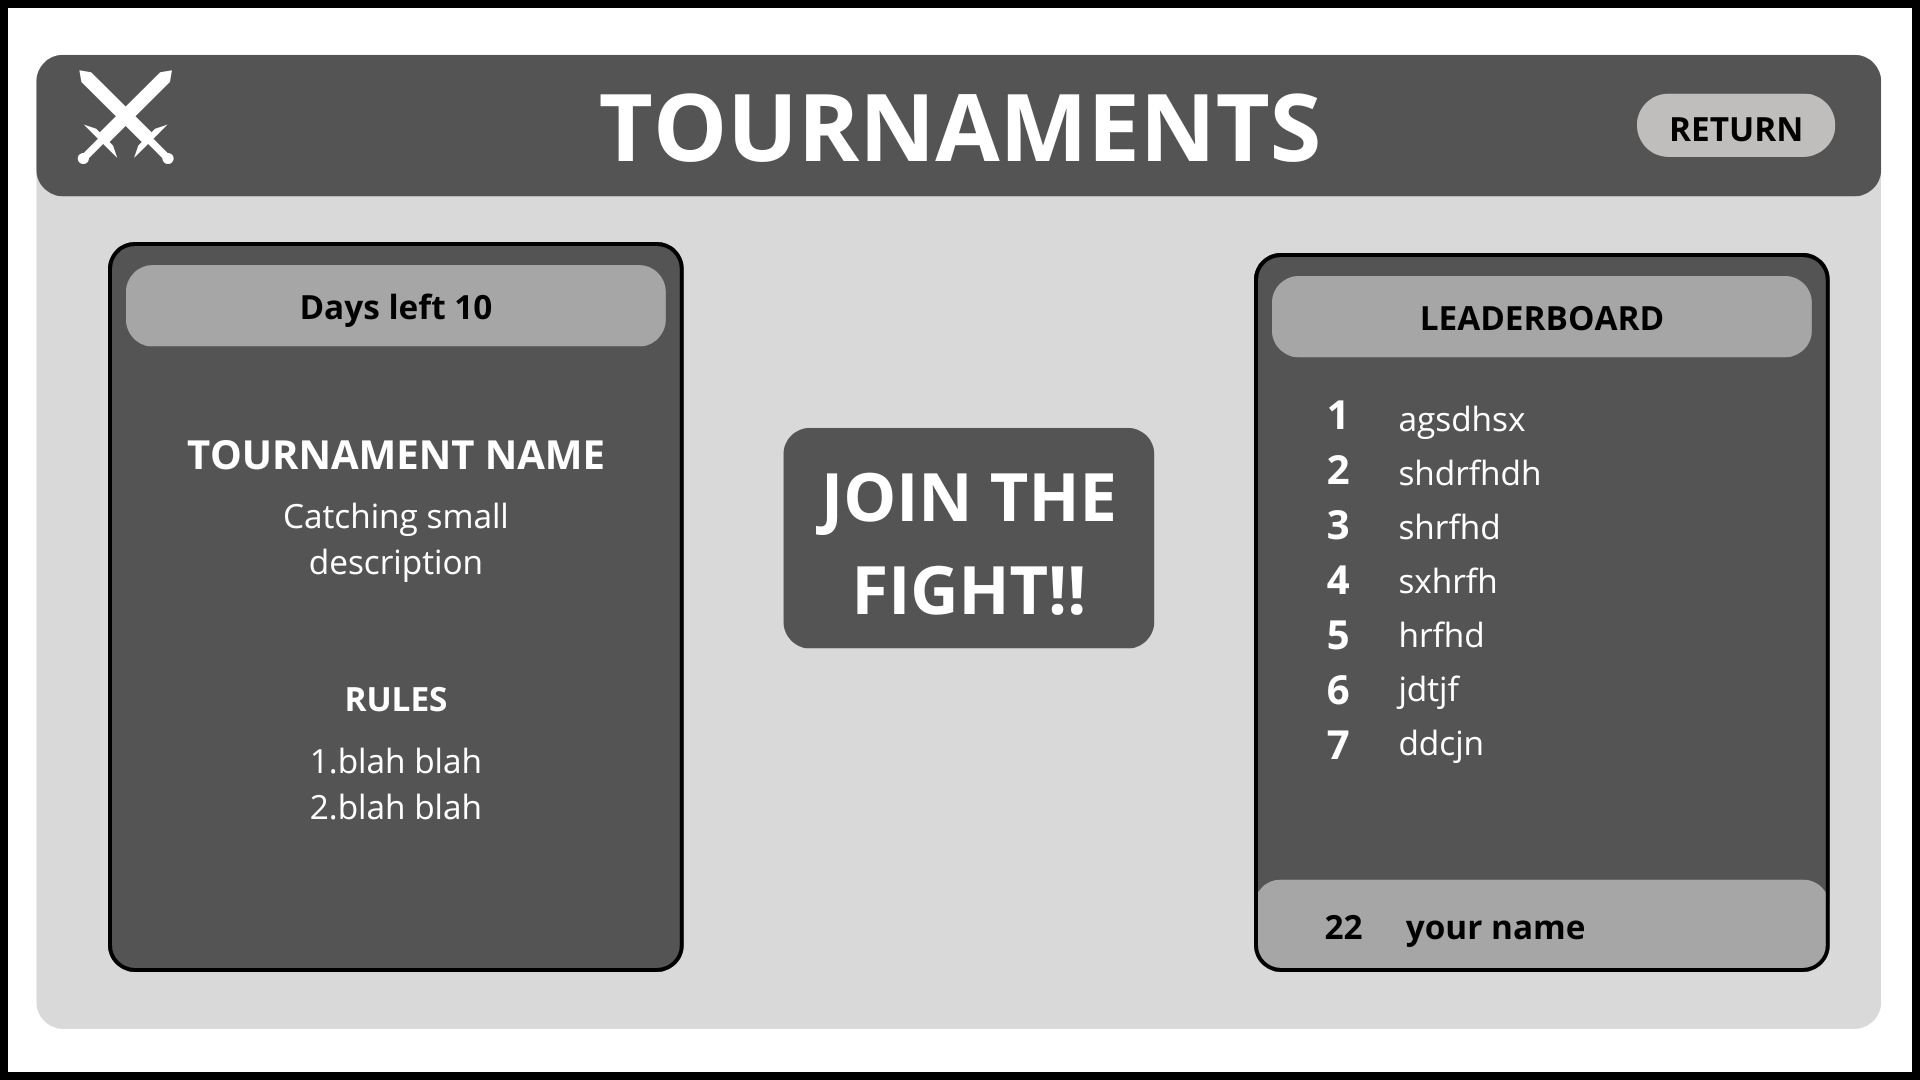 TOURNAMENTS
RETURN
Days left 10
TOURNAMENT NAME
Catching small
description
RULES
1.blah blah
2.blah blah
JOIN THE
FIGHT!!
LEADERBOARD
1 agsdhsx
2 shdrfhdh
3 shrfhd
4 sxhrfh
5 hrfhd
6 jdtjf
7 ddcjn
22 your name